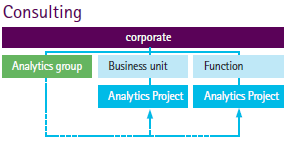 Consulting
corporate
Analytics group
Business unit
Function
Analytics Project
Analytics Project